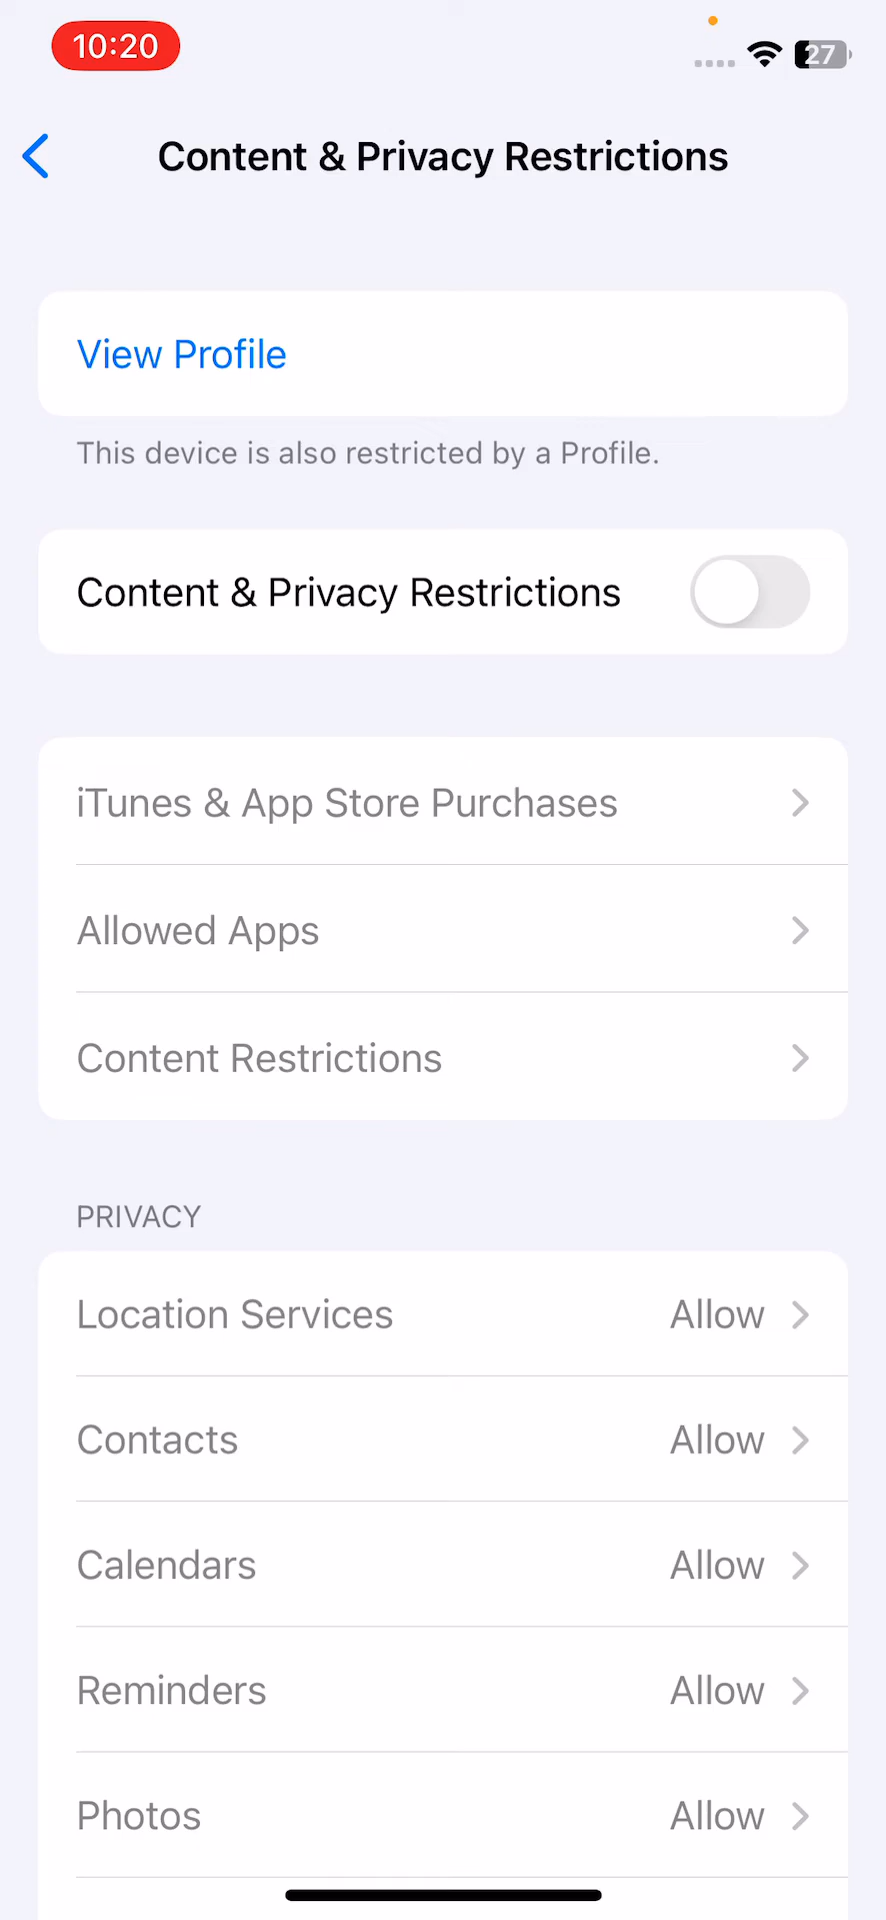 10:20
27
Content & Privacy Restrictions
View Profile
This device is also restricted by a Profile.
Content & Privacy Restrictions
iTunes & App Store Purchases
Allowed Apps
Content Restrictions
PRIVACY
Location Services Allow
Contacts Allow
Calendars Allow
Reminders Allow
Photos Allow